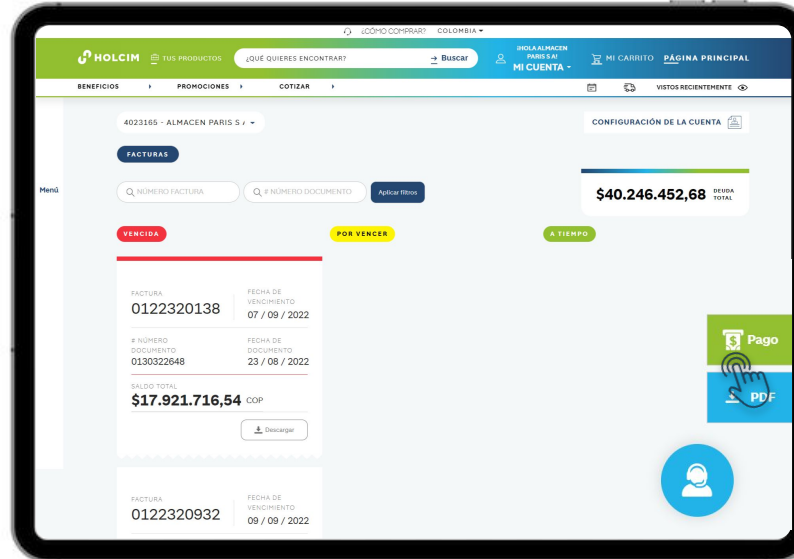 ¿CÓMO COMPRAR? COLOMBIA
HOLCIM TUS PRODUCTOS ¿QUÉ QUIERES ENCONTRAR? Buscar
¡HOLA ALMACEN
PARIS S A!
MI CUENTA
MI CARRITO PÁGINA PRINCIPAL
BENEFICIOS PROMOCIONES COTIZAR VISTOS RECIENTEMENTE
4023165 - ALMACEN PARIS S
CONFIGURACIÓN DE LA CUENTA
FACTURAS
Menú
NÚMERO FACTURA # NÚMERO DOCUMENTO Aplicar filtros
$40.246.452,68 DEUDA
TOTAL
VENCIDA POR VENCER A TIEMPO
FACTURA
0122320138
FECHA DE
VENCIMIENTO
07 / 09 / 2022
# NÚMERO
DOCUMENTO
0130322648
FECHA DE
DOCUMENTO
23 / 08 / 2022
SALDO TOTAL
$17.921.716,54 COP
Descargar
Pago
PDF
FACTURA
0122320932
FECHA DE
VENCIMIENTO
09 / 09 / 2022